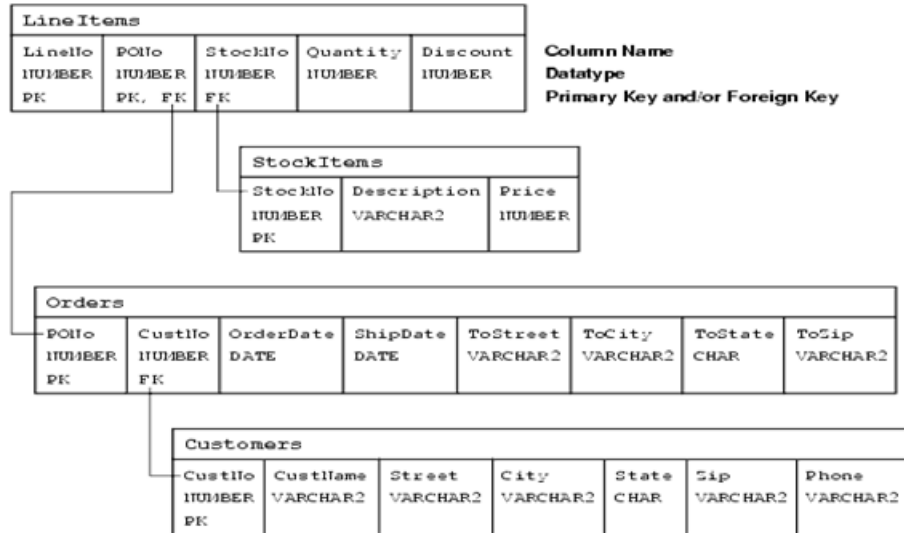 LineItems
LineNo PONo StockNo Quantity Discount Column Name
NUMBER NUMBER NUMBER NUMBER NUMBER Datatype
PK PK, FK FK Primary Key and/or Foreign Key
StockItems
StockNo Description Price
NUMBER VARCHAR2 NUMBER
PK
Orders
PONo CustNo OrderDate ShipDate ToStreet ToCity ToState ToZip
NUMBER NUMBER DATE DATE VARCHAR2 VARCHAR2 CHAR VARCHAR2
PK FK
Customers
CustNo CustName Street City State Zip Phone
NUMBER VARCHAR2 VARCHAR2 VARCHAR2 CHAR VARCHAR2 VARCHAR2
PK